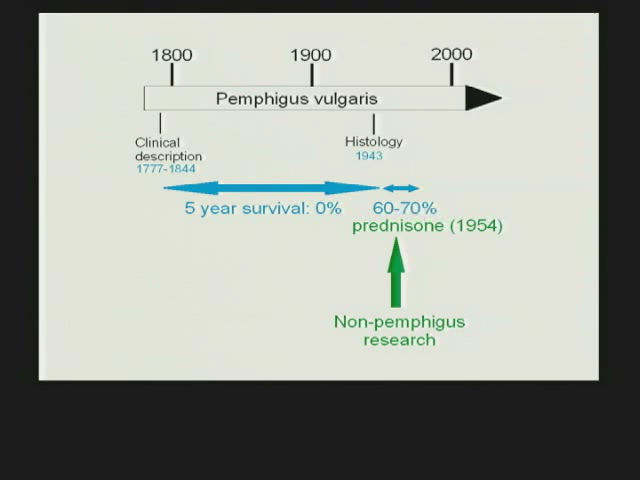 1800 1900 2000
Pemphigus vulgaris
Clinical
description
1777-1844
Histology
1943
5 year survival: 0%
60-70%
prednisone (1954)
Non-pemphigus
research